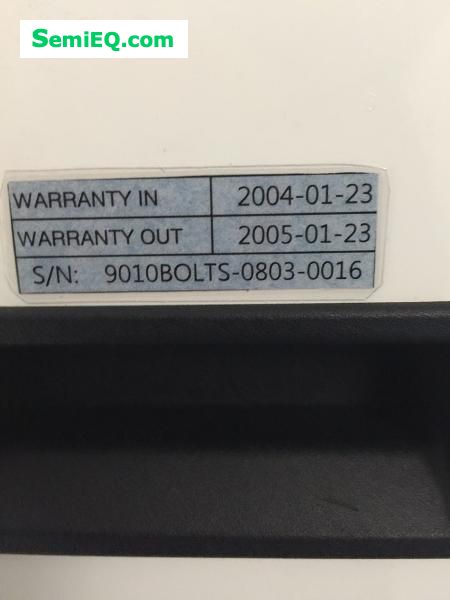 SemiEQ.com
WARRANTY IN 2004-01-23
WARRANTY OUT 2005-01-23
S/N: 9010BOLTS-0803-0016